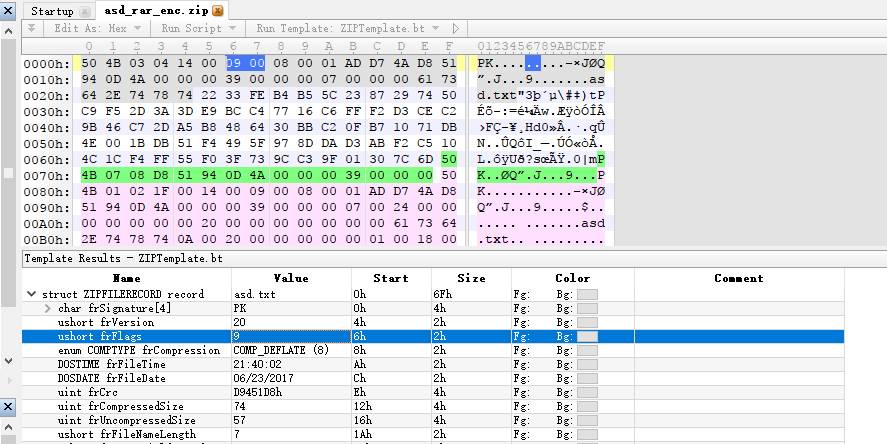 Startup asd_rar_enc.zip
Edit As: Hex Run Script Run Template: ZIPTemplate.bt
0 1 2 3 4 5 6 7 8 9 A B C D E F 0123456789ABCDEF
0000h: 50 4B 03 04 14 00 09 00 08 00 01 AD D7 4A D8 51 PK.........­×JØQ
0010h: 94 0D 4A 00 00 00 39 00 00 00 07 00 00 00 61 73 ”.J...9.......as
0020h: 64 2E 74 78 74 22 33 FE B4 B5 5C 23 87 29 74 50 d.txt"3þ´µ\#‡)tP
0030h: C9 F5 2D 3A 3D E9 BC C4 77 16 C6 FF F2 D3 CE C2 Éõ-:=é¼Äw.ÆÿòÓÎÂ
0040h: 9B 46 C7 2D A5 B8 48 64 30 BB C2 0F B7 10 71 DB ›FÇ-¥¸Hd0»Â.·.qÛ
0050h: 4E 00 1B DB 51 F4 49 5F 97 8D DA D3 AB F2 C5 10 N..ÛQôI_—.ÚÓ«òÅ.
0060h: 4C 1C F4 FF 55 F0 3F 73 9C C3 9F 01 30 7C 6D 50 L.ôÿUð?sœÃŸ.0|mP
0070h: 4B 07 08 D8 51 94 0D 4A 00 00 00 39 00 00 00 50 K..ØQ”.J...9...P
0080h: 4B 01 02 1F 00 14 00 09 00 08 00 01 AD D7 4A D8 K...........­×JØ
0090h: 51 94 0D 4A 00 00 00 39 00 00 00 07 00 24 00 00 Q”.J...9.....$..
00A0h: 00 00 00 00 00 20 00 00 00 00 00 00 00 61 73 64 ..... .......asd
00B0h: 2E 74 78 74 0A 00 20 00 00 00 00 00 01 00 18 00 .txt.. .........
Template Results - ZIPTemplate.bt
Name Value Start Size Color Comment
struct ZIPFILERECORD record asd.txt 0h 6Fh Fg: Bg:
char frSignature[4] PK 0h 4h Fg: Bg:
ushort frVersion 20 4h 2h Fg: Bg:
ushort frFlags 9 6h 2h Fg: Bg:
enum COMPTYPE frCompression COMP_DEFLATE (8) 8h 2h Fg: Bg:
DOSTIME frFileTime 21:40:02 Ah 2h Fg: Bg:
DOSDATE frFileDate 06/23/2017 Ch 2h Fg: Bg:
uint frCrc D9451D8h Eh 4h Fg: Bg:
uint frCompressedSize 74 12h 4h Fg: Bg:
uint frUncompressedSize 57 16h 4h Fg: Bg:
ushort frFileNameLength 7 1Ah 2h Fg: Bg: